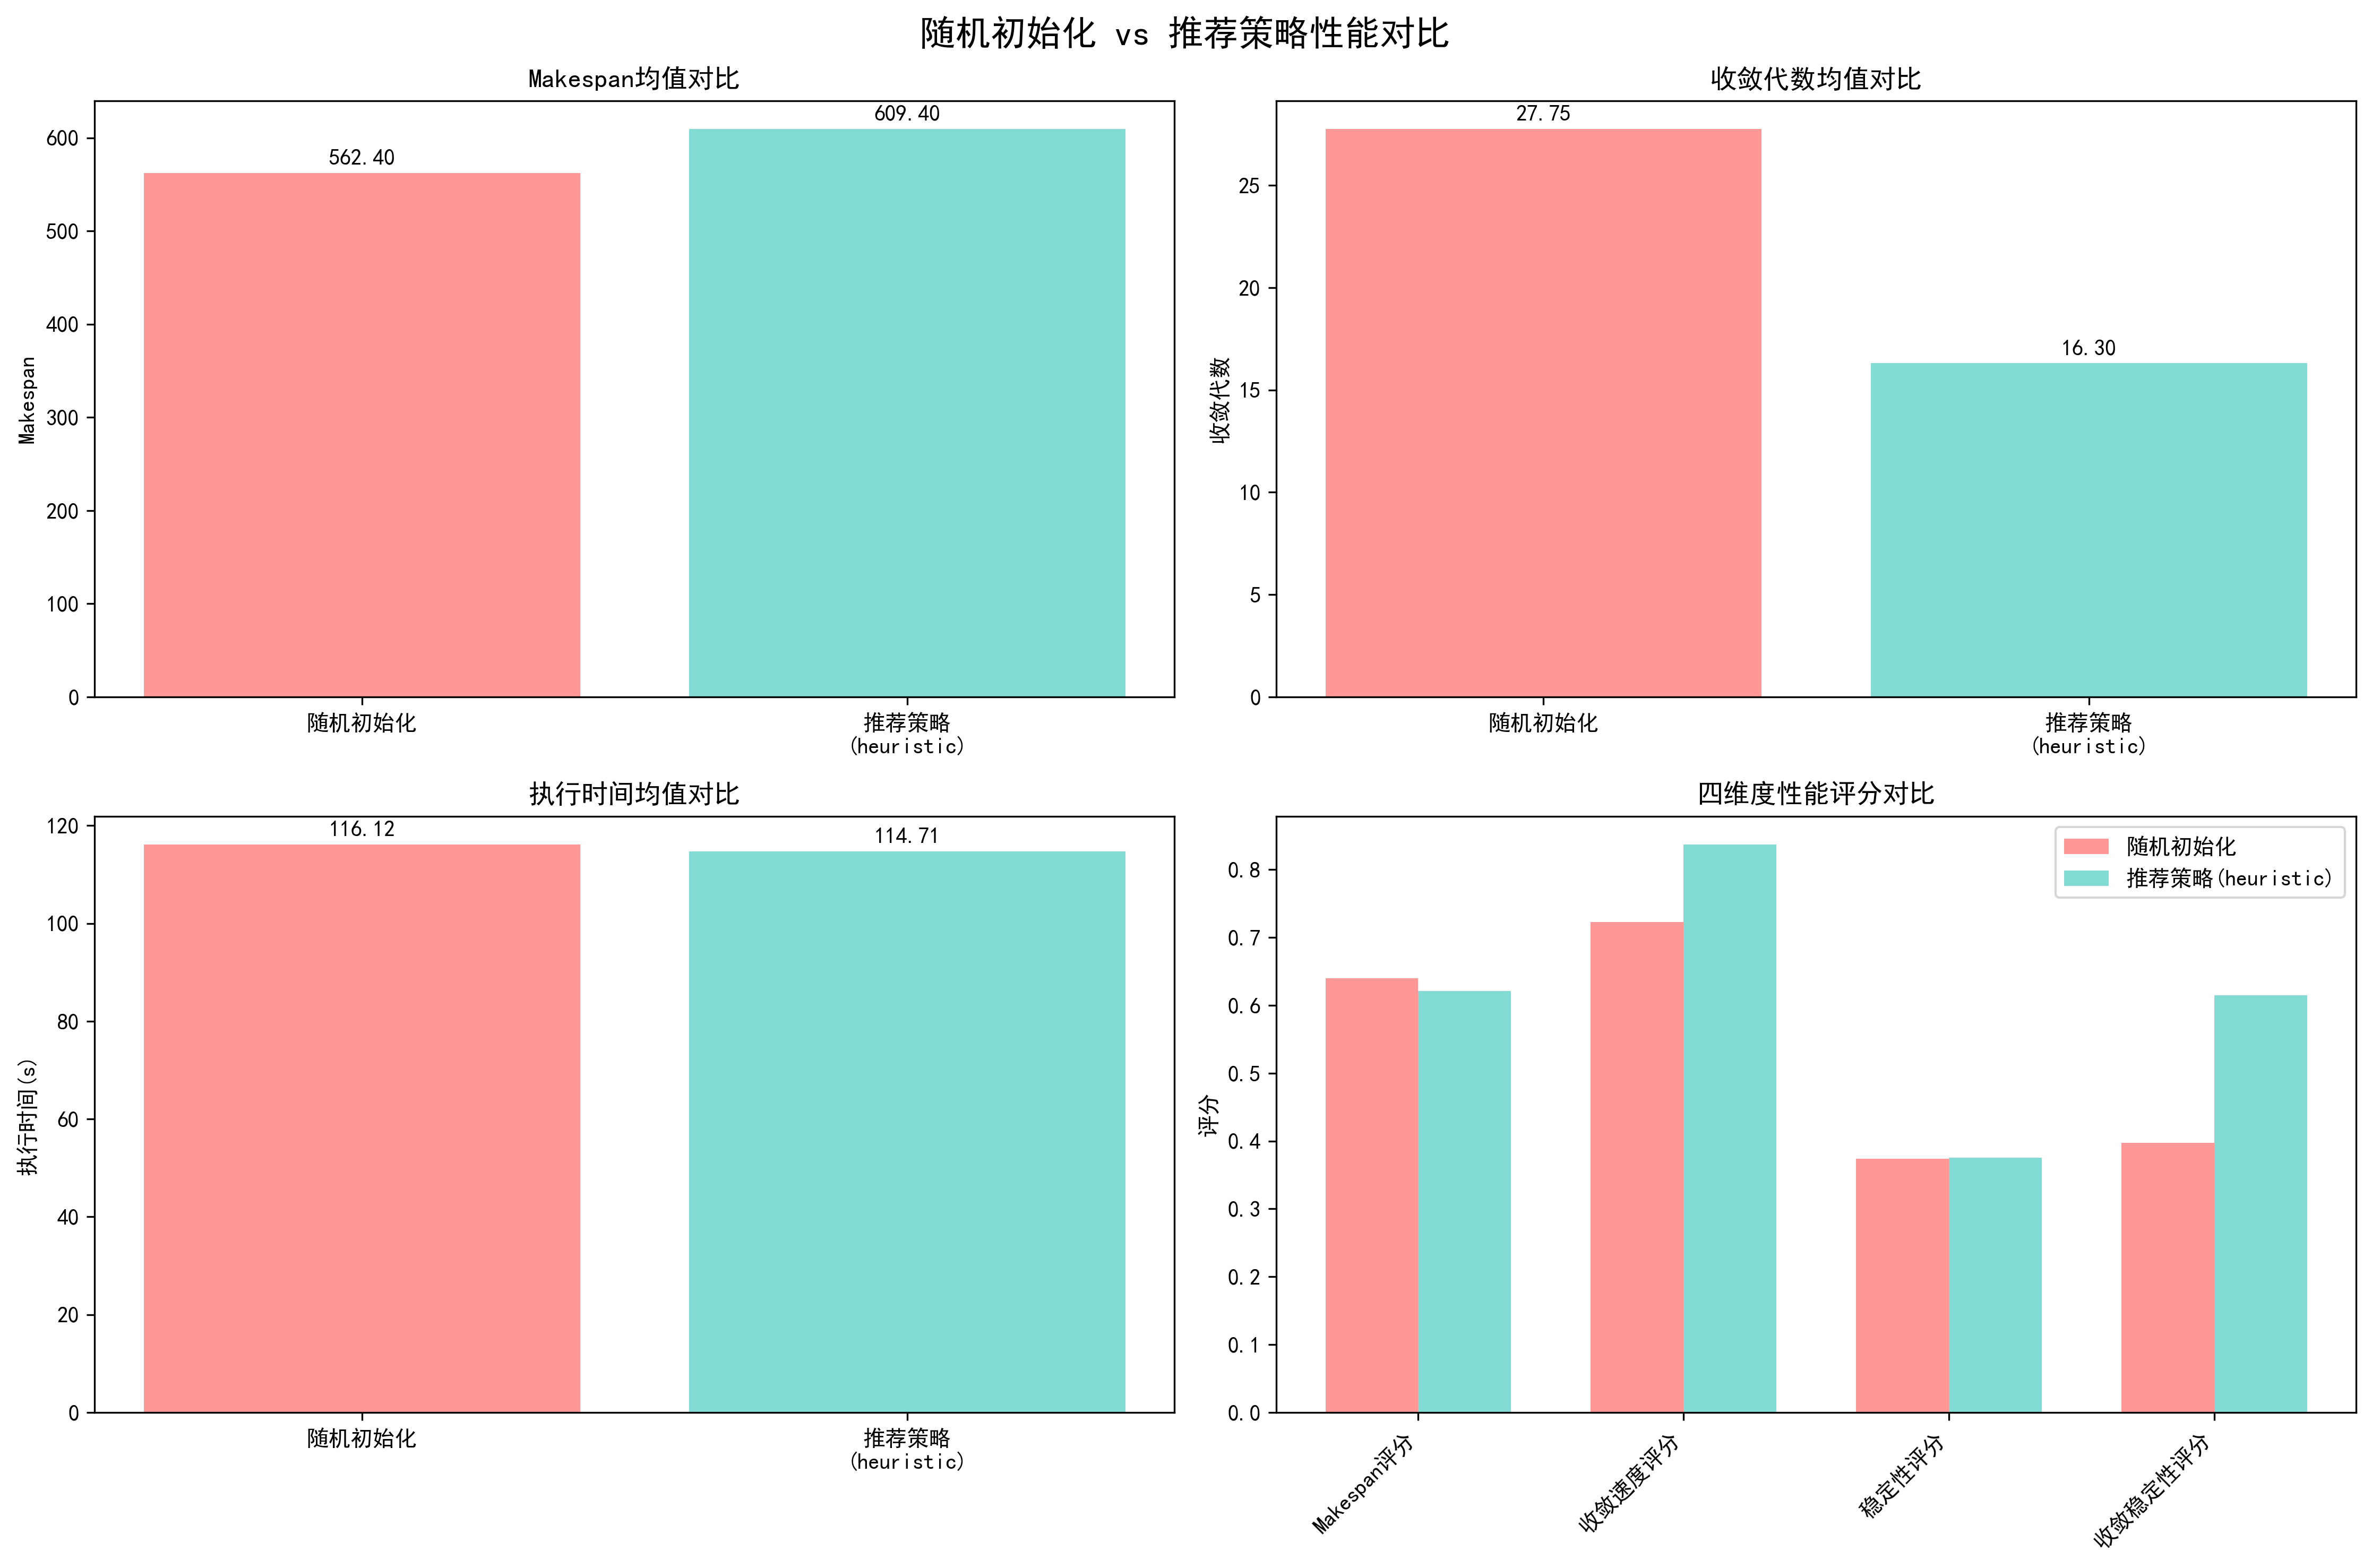 随机初始化 vs 推荐策略性能对比
Makespan均值对比
Makespan
600
500
400
300
200
100
0
562.40
609.40
随机初始化
推荐策略
(heuristic)
收敛代数均值对比
收敛代数
25
20
15
10
5
0
27.75
16.30
随机初始化
推荐策略
(heuristic)
执行时间均值对比
执行时间(s)
120
100
80
60
40
20
0
116.12
114.71
随机初始化
推荐策略
(heuristic)
四维度性能评分对比
评分
0.8
0.7
0.6
0.5
0.4
0.3
0.2
0.1
0.0
随机初始化
推荐策略(heuristic)
Makespan评分
收敛速度评分
稳定性评分
收敛稳定性评分